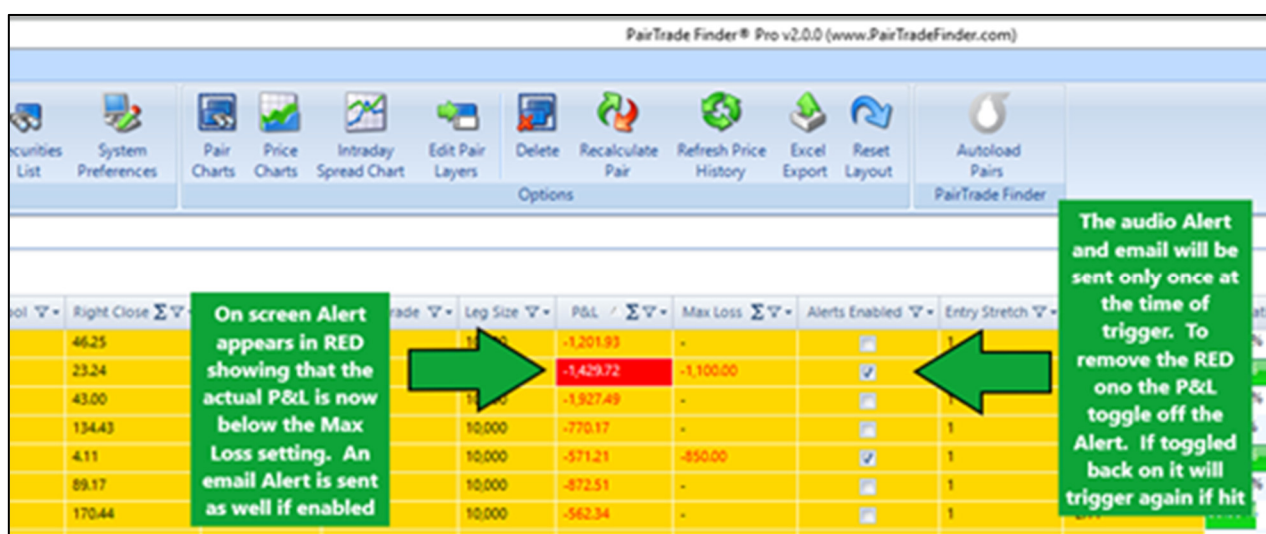 PairTrade Finder® Pro v2.0.0 (www.PairTradeFinder.com)
ecurities System Pair Price Intraday Edit Pair Delete Recalculate Refresh Price Excel Reset Autoload
List Preferences Charts Charts Spread Chart Layers Pair History Export Layout Pairs
Options PairTrade Finder
The audio Alert
and email will be
sent only once at
the time of
trigger. To
remove the RED
ono the P&L
toggle off the
Alert. If toggled
back on it will
trigger again if hit
ool Right Close Σ rade Leg Size P&L Σ Max Loss Σ Alerts Enabled Entry Stretch
On screen Alert
appears in RED
showing that the
actual P&L is now
below the Max
Loss setting. An
email Alert is sent
as well if enabled
46.25 -1,201.93 - 1
23.24 -1,429.72 -1,100.00
43.00 -1,927.49 -
134.43 10,000 -770.17 - 1
4.11 10,000 -571.21 -850.00 1
89.17 10,000 -872.51 - 1
170.44 10,000 -562.34 - 1